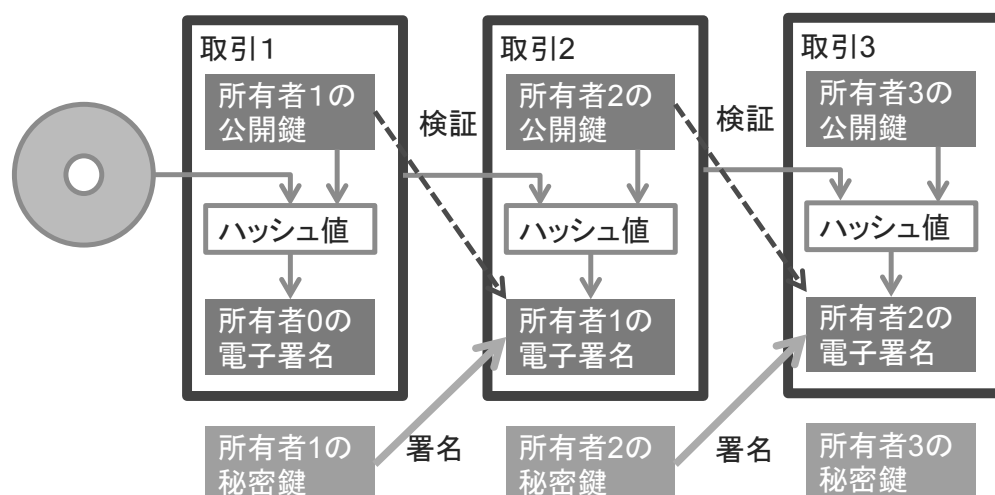 取引1
所有者1の
公開鍵
ハッシュ値
所有者0の
電子署名
所有者1の
秘密鍵
検証
署名
取引2
所有者2の
公開鍵
ハッシュ値
所有者1の
電子署名
所有者2の
秘密鍵
検証
署名
取引3
所有者3の
公開鍵
ハッシュ値
所有者2の
電子署名
所有者3の
秘密鍵